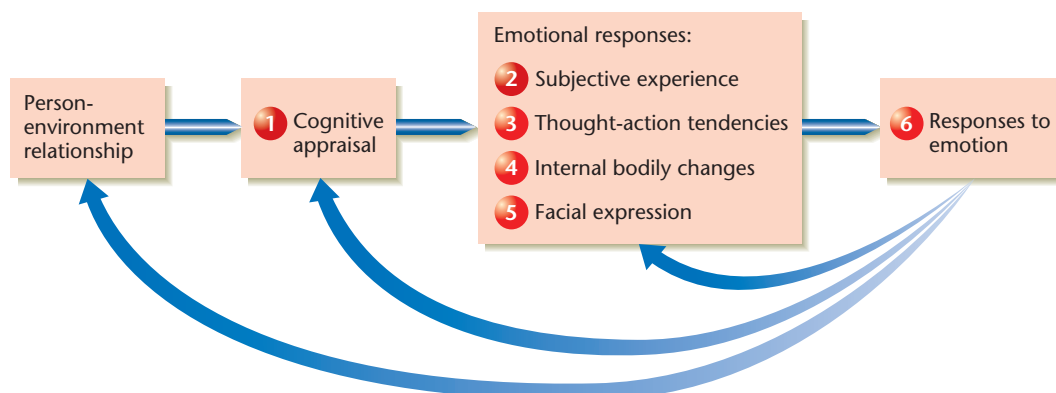 Person-
environment
relationship
1 Cognitive
appraisal
Emotional responses:
2 Subjective experience
3 Thought-action tendencies
4 Internal bodily changes
5 Facial expression
6 Responses to
emotion